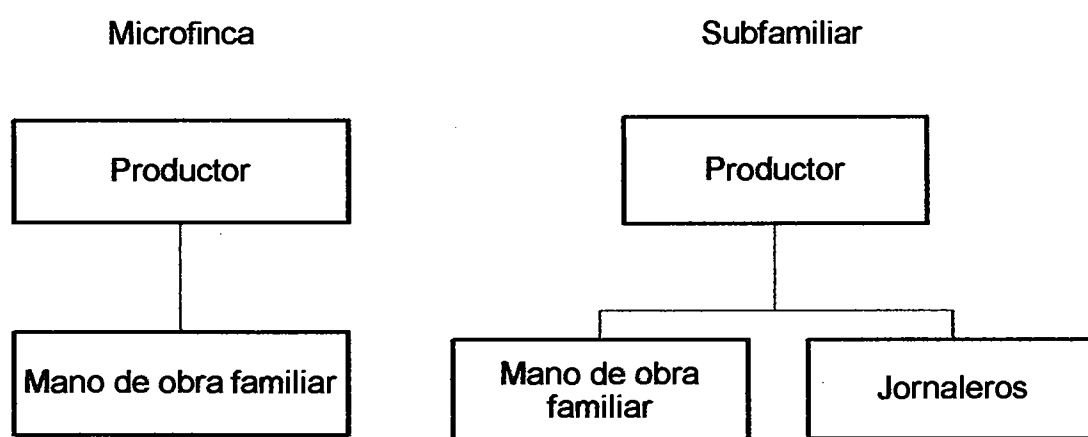 Microfinca
Subfamiliar
Productor
Productor
Mano de obra familiar
Mano de obra
familiar
Jornaleros